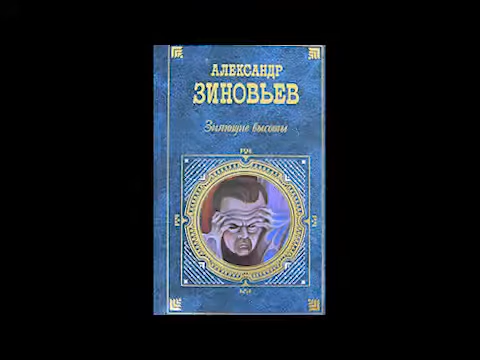 АЛЕКСАНДР
ЗИНОВЬЕВ
Зияющие высоты